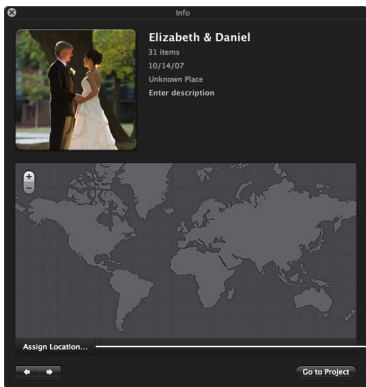 Info
Elizabeth & Daniel
31 items
10/14/07
Unknown Place
Enter description
Assign Location...
Go to Project